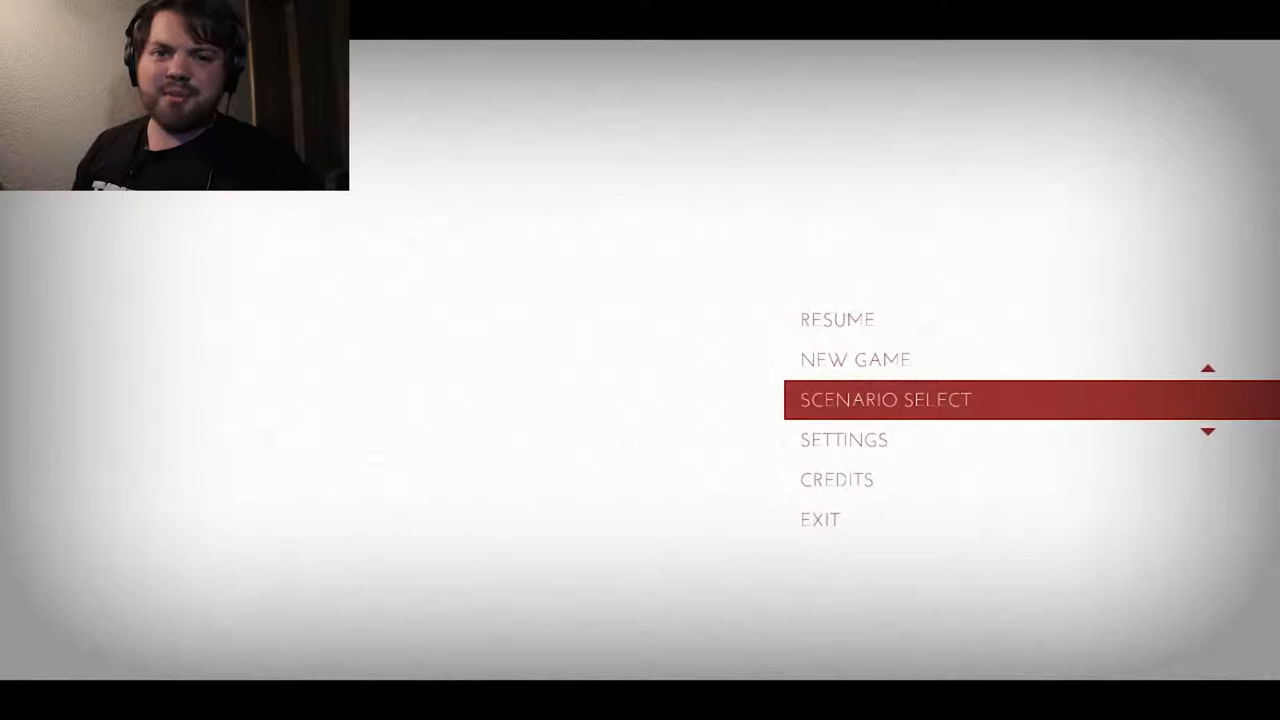 RESUME
NEW GAME
SCENARIO SELECT
SETTINGS
CREDITS
EXIT